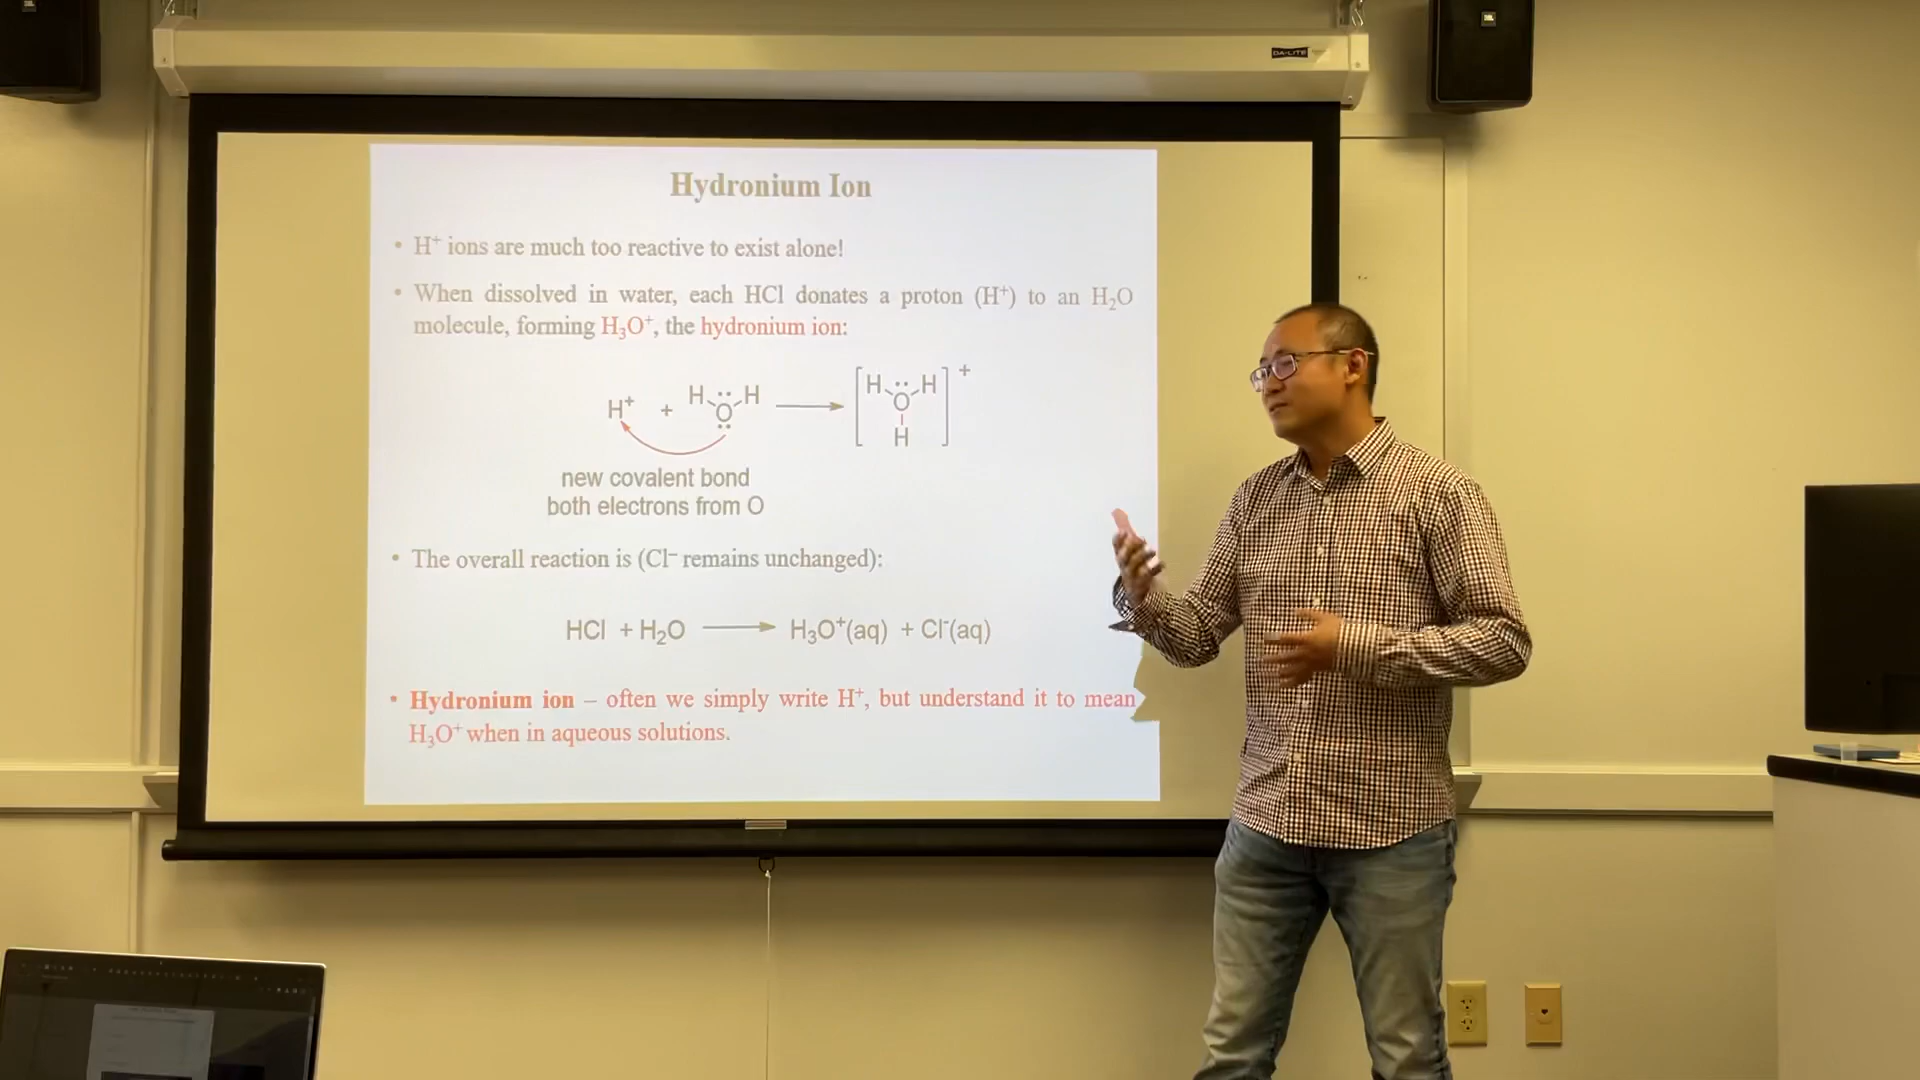 DA-LITE
JBL
Hydronium Ion
• H⁺ ions are much too reactive to exist alone!
• When dissolved in water, each HCl donates a proton (H⁺) to an H₂O
molecule, forming H₃O⁺, the hydronium ion:
H⁺ + H O H → [H O H H]⁺
new covalent bond
both electrons from O
• The overall reaction is (Cl⁻ remains unchanged):
HCl + H₂O → H₃O⁺(aq) + Cl⁻(aq)
• Hydronium ion – often we simply write H⁺, but understand it to mean
H₃O⁺ when in aqueous solutions.